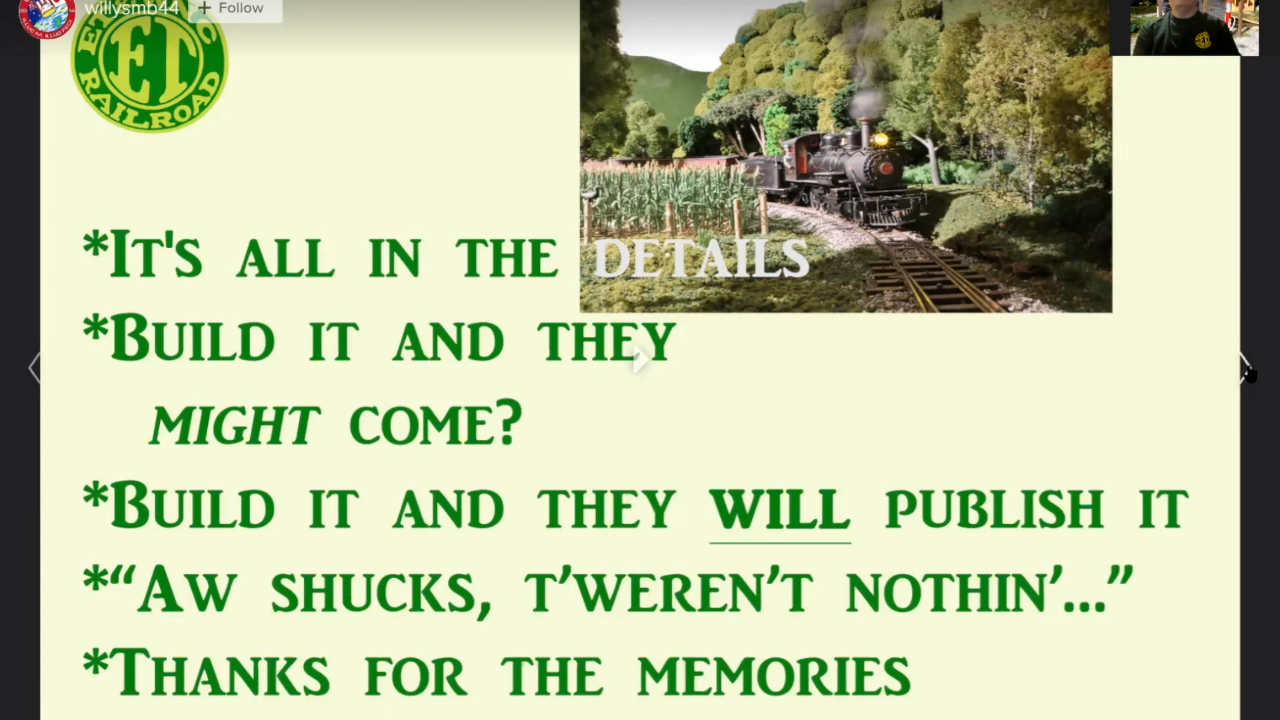 willysmb44
+ Follow
ET
RAILROAD
*It's all in the details
*Build it and they
might come?
*Build it and they will publish it
*“Aw shucks, t’weren’t nothin’…”
*Thanks for the memories